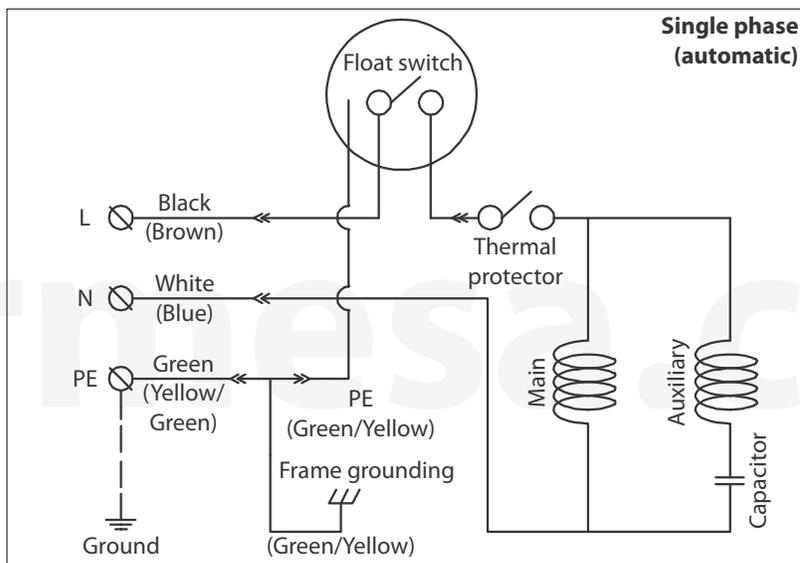 Single phase
(automatic)
Float switch
L
Black
(Brown)
Thermal
protector
N
White
(Blue)
PE
Green
(Yellow/
Green)
PE
(Green/Yellow)
Main
Auxiliary
Frame grounding
Capacitor
Ground
(Green/Yellow)
rmesa.c